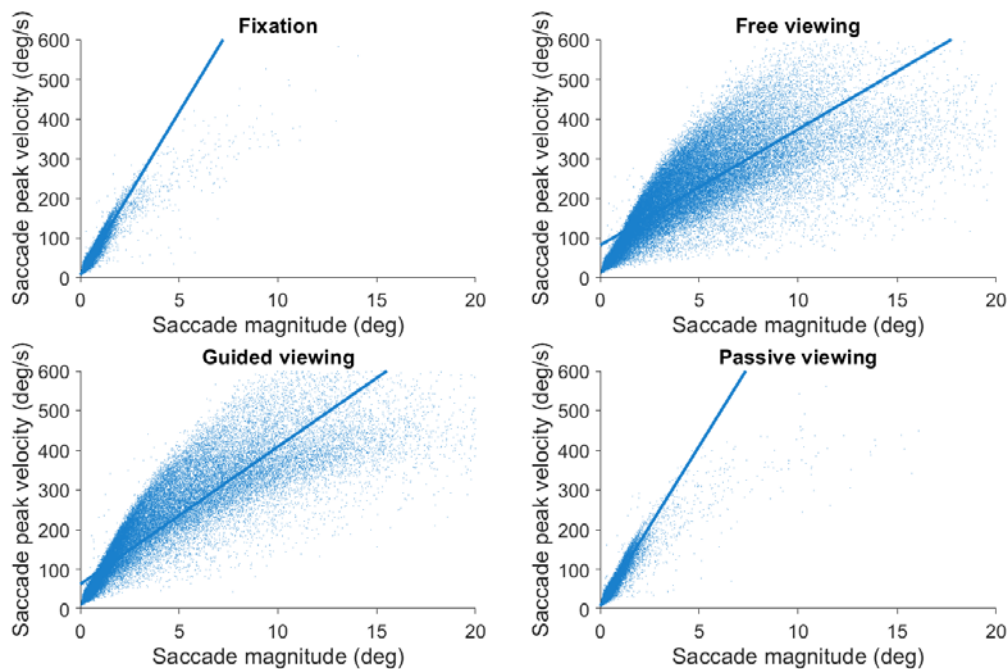 Fixation
Saccade peak velocity (deg/s)
600
500
400
300
200
100
0
0 5 10 15 20
Saccade magnitude (deg)
Free viewing
Saccade peak velocity (deg/s)
600
500
400
300
200
100
0
0 5 10 15 20
Saccade magnitude (deg)
Guided viewing
Saccade peak velocity (deg/s)
600
500
400
300
200
100
0
0 5 10 15 20
Saccade magnitude (deg)
Passive viewing
Saccade peak velocity (deg/s)
600
500
400
300
200
100
0
0 5 10 15 20
Saccade magnitude (deg)